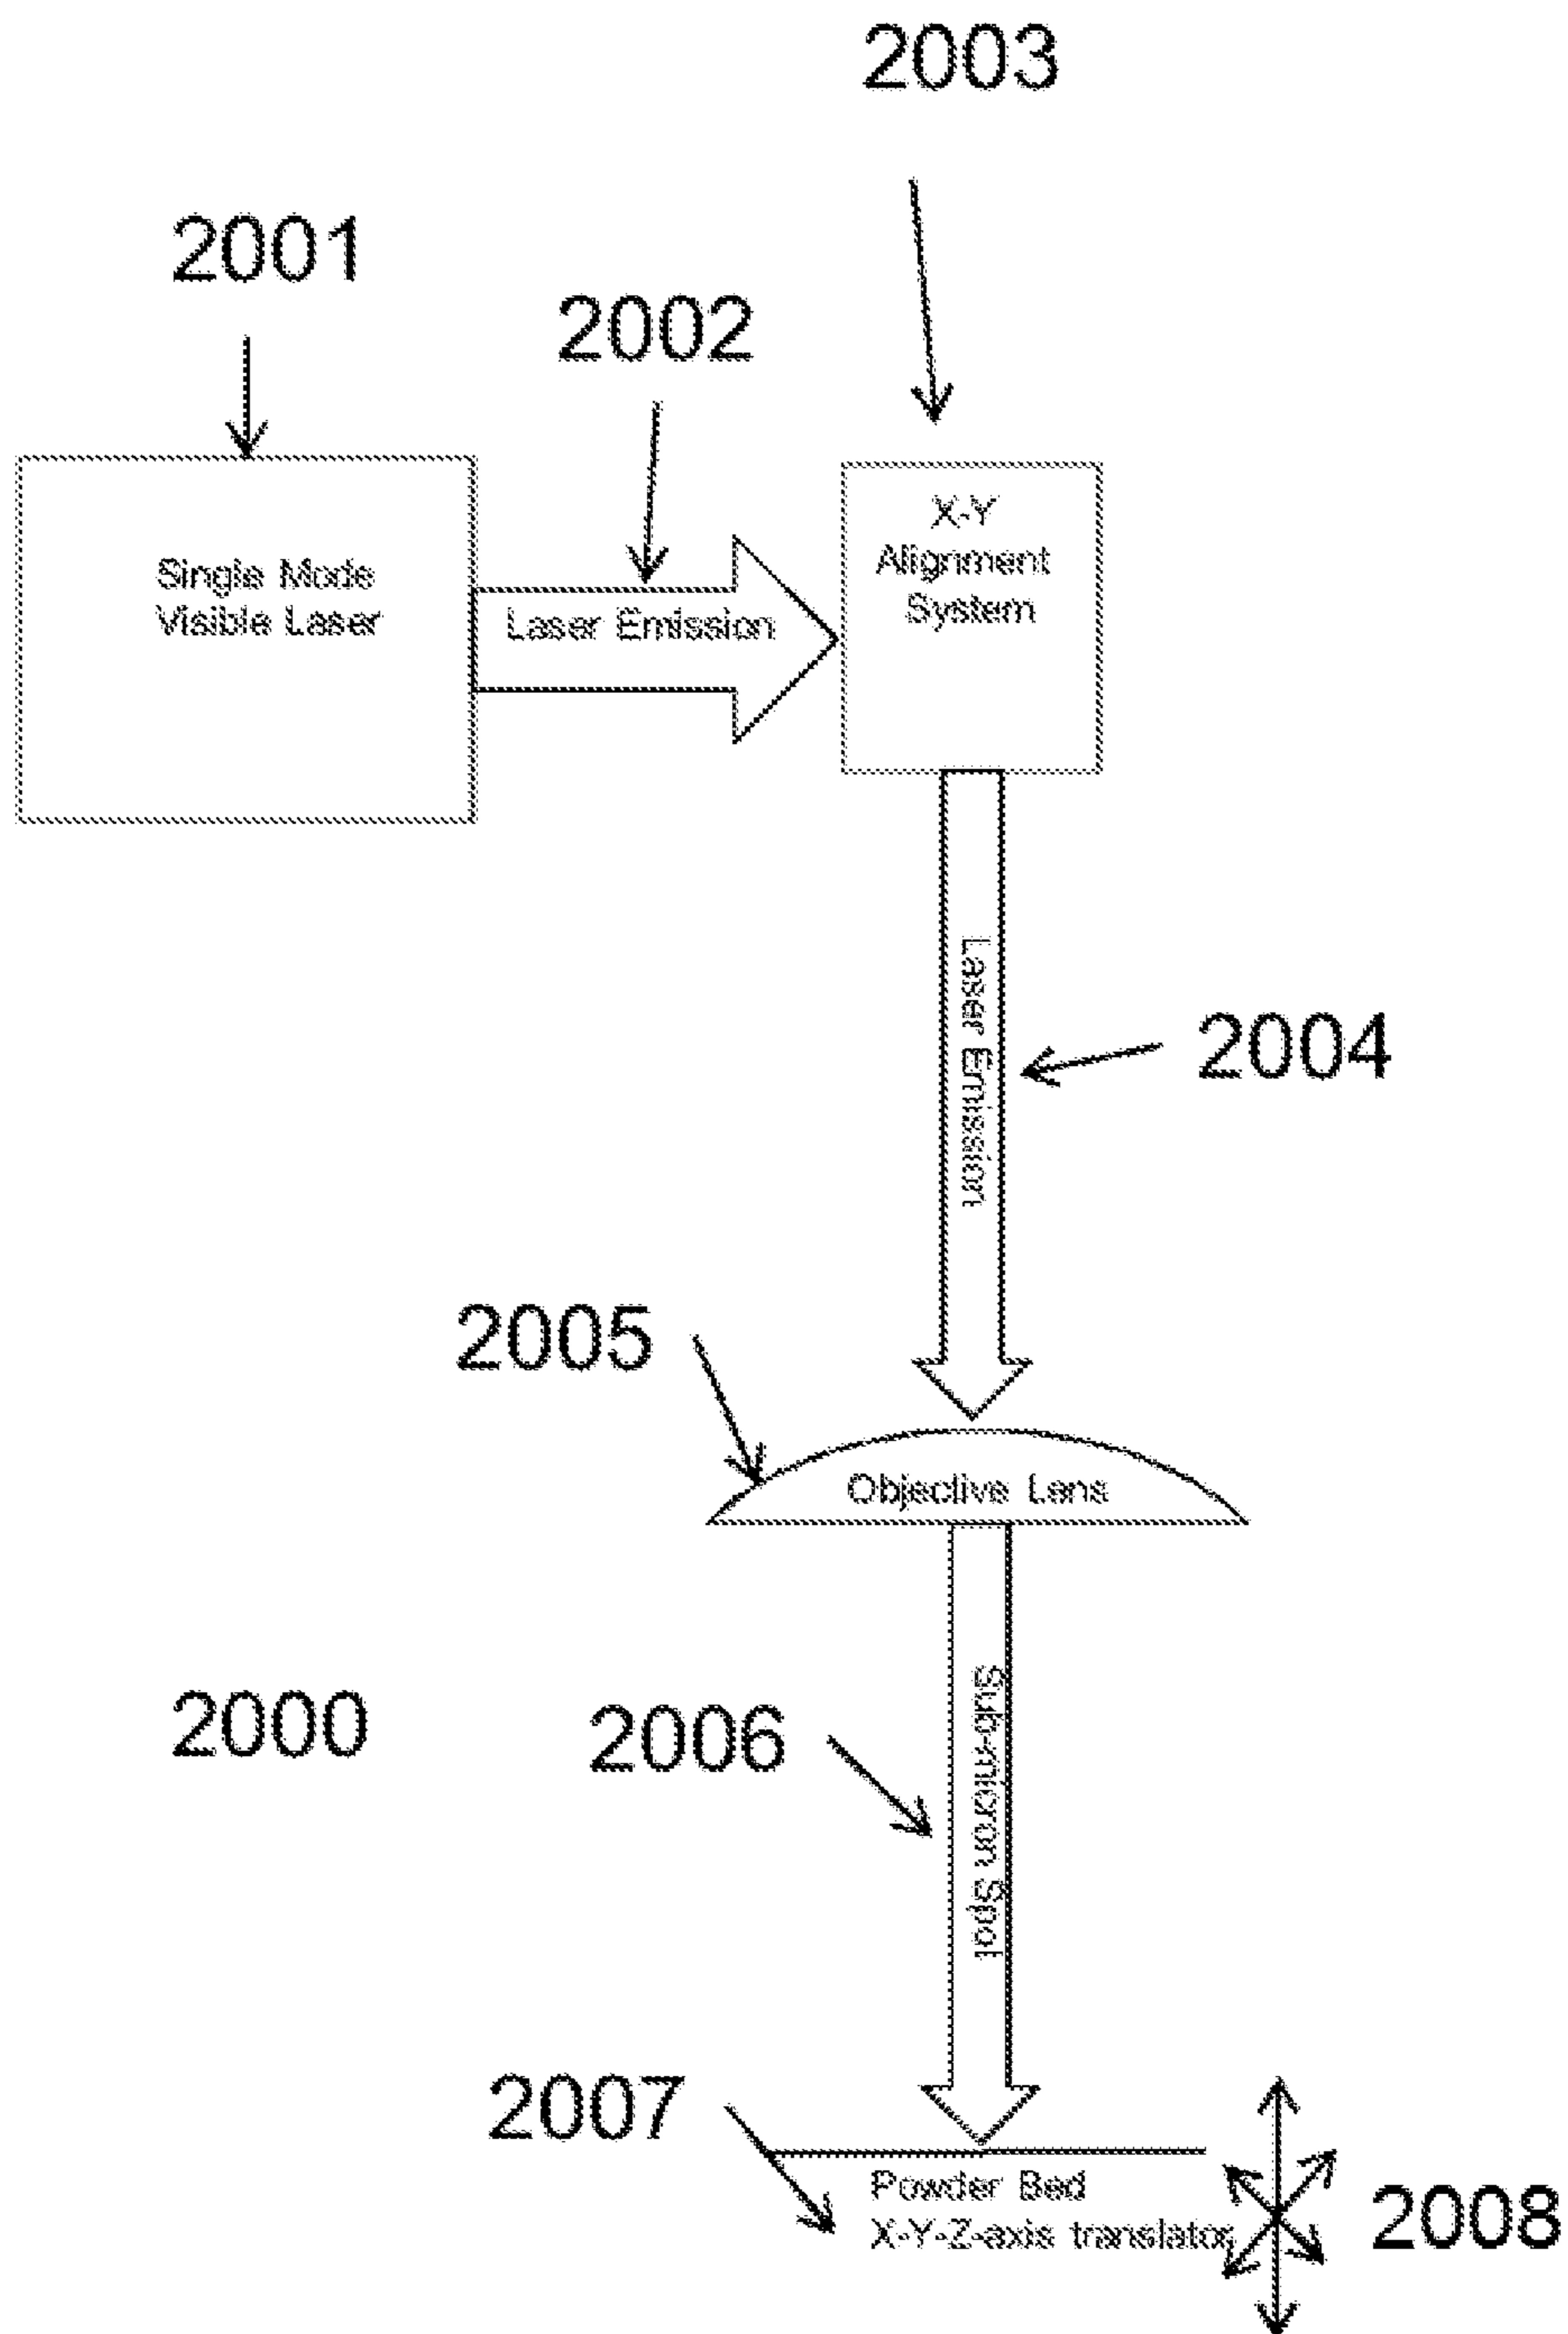 2003
2001
2002
Single Mode
Visible Laser
Laser Emission
X-Y
Alignment
System
Laser Emission
2004
2005
Objective Lens
2000
2006
Sub-micron Spot
2007
Powder Bed
X-Y-Z-axis translator
2008